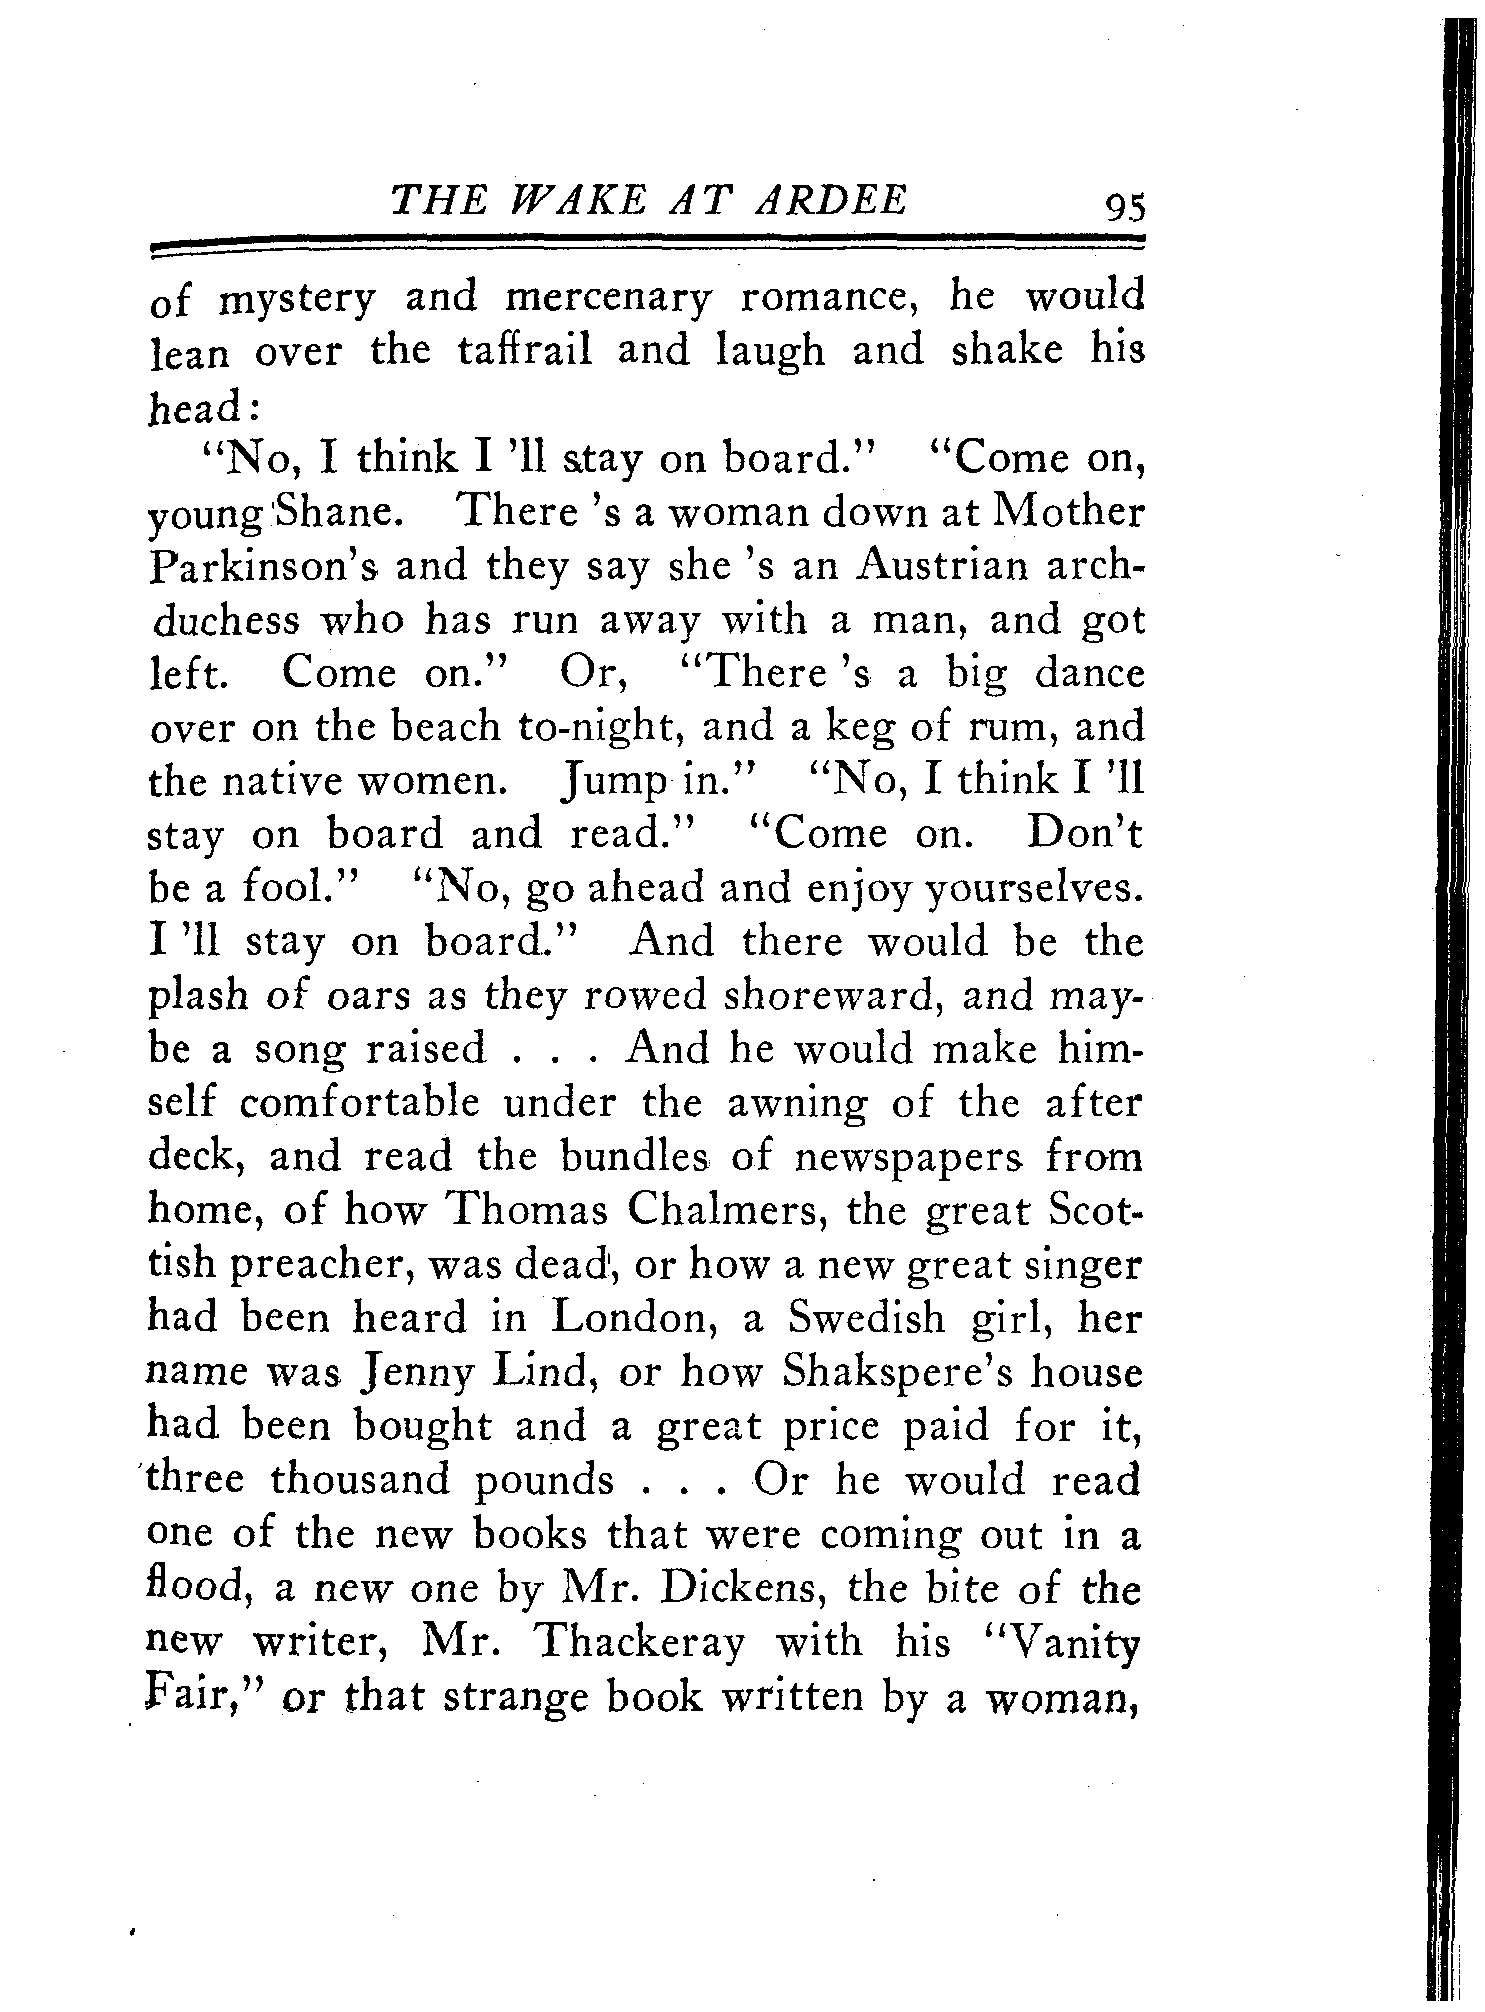 THE WAKE AT ARDEE 95
of mystery and mercenary romance, he would
lean over the taffrail and laugh and shake his
head:
"No, I think I 'll stay on board." "Come on,
young Shane. There 's a woman down at Mother
Parkinson's and they say she 's an Austrian arch-
duchess who has run away with a man, and got
left. Come on." Or, "There 's a big dance
over on the beach to-night, and a keg of rum, and
the native women. Jump in." "No, I think I 'll
stay on board and read." "Come on. Don't
be a fool." "No, go ahead and enjoy yourselves.
I 'll stay on board." And there would be the
plash of oars as they rowed shoreward, and may-
be a song raised . . . And he would make him-
self comfortable under the awning of the after
deck, and read the bundles of newspapers from
home, of how Thomas Chalmers, the great Scot-
tish preacher, was dead, or how a new great singer
had been heard in London, a Swedish girl, her
name was Jenny Lind, or how Shakspere's house
had been bought and a great price paid for it,
three thousand pounds . . . Or he would read
one of the new books that were coming out in a
flood, a new one by Mr. Dickens, the bite of the
new writer, Mr. Thackeray with his "Vanity
Fair," or that strange book written by a woman,